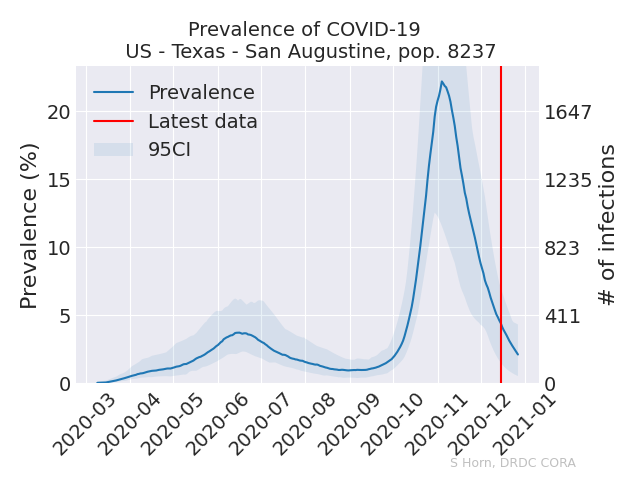 Prevalence of COVID-19
US - Texas - San Augustine, pop. 8237
Prevalence
Latest data
95CI
Prevalence (%)
20
15
10
5
0
# of infections
1647
1235
823
411
0
2020-03
2020-04
2020-05
2020-06
2020-07
2020-08
2020-09
2020-10
2020-11
2020-12
2021-01
S Horn, DRDC CORA